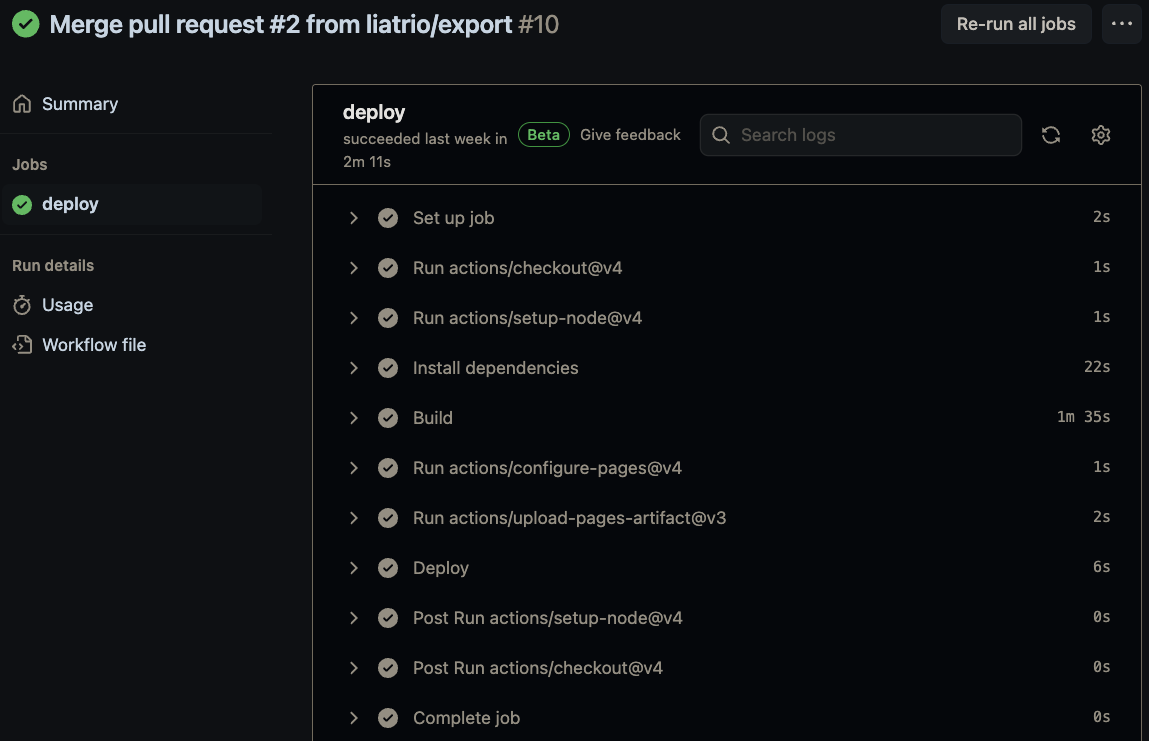 Merge pull request #2 from liatrio/export #10
Re-run all jobs
Summary
Jobs
deploy
Run details
Usage
Workflow file
deploy
succeeded last week in
2m 11s
Beta
Give feedback
Search logs
Set up job 2s
Run actions/checkout@v4 1s
Run actions/setup-node@v4 1s
Install dependencies 22s
Build 1m 35s
Run actions/configure-pages@v4 1s
Run actions/upload-pages-artifact@v3 2s
Deploy 6s
Post Run actions/setup-node@v4 0s
Post Run actions/checkout@v4 0s
Complete job 0s